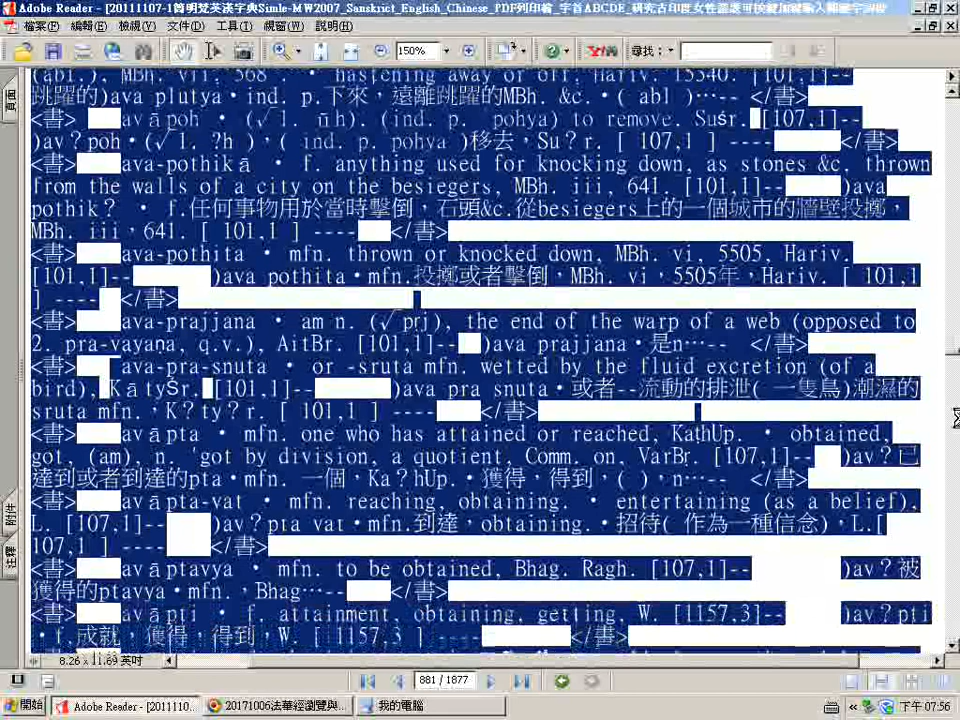 Adobe Reader - [20111107-1簡明梵英漢字典Simle-MW2007_Sanskrict_English_Chinese_PDF列印檔_字首ABCDE_研究古印度女性
檔案(F) 編輯(E) 檢視(V) 文件(D) 工具(T) 視窗(W) 說明(H)
150% 尋找：
(abl.), MBh. vii, 568 • hastening away or off, Hariv. 15540. [101,1]--
跳躍的)ava plutya • ind. p.下來，遠離跳躍的MBh. &c. • ( abl )…-- </書>
<書> avāpoh • (√1. ūh). (ind. p. pohya) to remove. Suśr. [107,1]--
)av？poh • (√1. ?h ), ( ind. p. pohya )移去，Su？r. [ 107,1 ] ---- </書>
<書> ava-pothikā • f. anything used for knocking down, as stones &c. thrown
from the walls of a city on the besiegers, MBh. iii, 641. [101,1]-- )ava
pothik？ • f.任何事物用於當時擊倒，石頭&c.從besiegers上的一個城市的牆壁投擲，
MBh. iii，641. [ 101,1 ] ---- </書>
<書> ava-pothita • mfn. thrown or knocked down, MBh. vi, 5505, Hariv.
[101,1]-- )ava pothita • mfn.投擲或者擊倒，MBh. vi，5505年，Hariv. [ 101,1
] ---- </書>
<書> ava-prajjana • am n. (√prj), the end of the warp of a web (opposed to
2. pra-vayaṇa, q.v.), AitBr. [101,1]-- )ava prajjana • 是n…-- </書>
<書> ava-pra-snuta • or -sruta mfn. wetted by the fluid excretion (of a
bird), KātyŚr. [101,1]-- )ava pra snuta • 或者--流動的排泄( 一隻鳥)潮濕的
sruta mfn.，K？ty？r. [ 101,1 ] ---- </書>
<書> avāpta • mfn. one who has attained or reached, KaṭhUp. • obtained,
got, (am), n. 'got by division, a quotient, Comm. on. VarBr. [107,1]-- )av？已
達到或者到達的pta • mfn. 一個，Ka？hUp. • 獲得，得到，( )，n…-- </書>
<書> avāpta-vat • mfn. reaching, obtaining. • entertaining (as a belief),
L. [107,1]-- )av？pta vat • mfn.到達，obtaining. • 招待( 作為一種信念)，L.[
107,1 ] ---- </書>
<書> avāptavya • mfn. to be obtained, Bhag. Ragh. [107,1]-- )av？被
獲得的ptavya • mfn.，Bhag…-- </書>
<書> avāpti • f. attainment, obtaining, getting, W. [1157,3]-- )av？pti
• f.成就，獲得，得到，W. [ 1157,3 ] ---- </書>
頁面
附件
註釋
8.26 x 11.69 英吋
881 / 1877
開始 Adobe Reader - [2011110... 20171006法華經瀏覽與... 我的電腦 下午 07:56